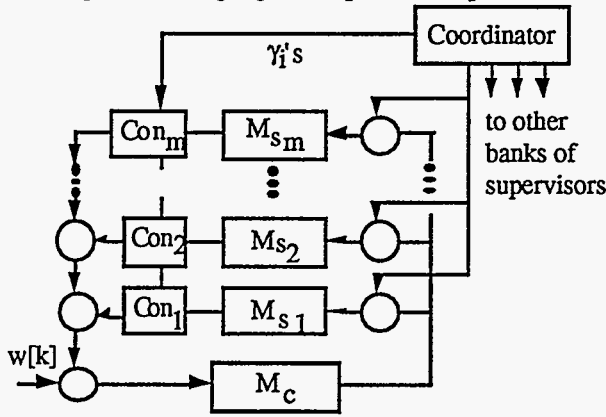 Coordinator
γi's
to other
banks of
supervisors
Conm
Msm
Con2
Ms2
Con1
Ms1
w[k]
Mc